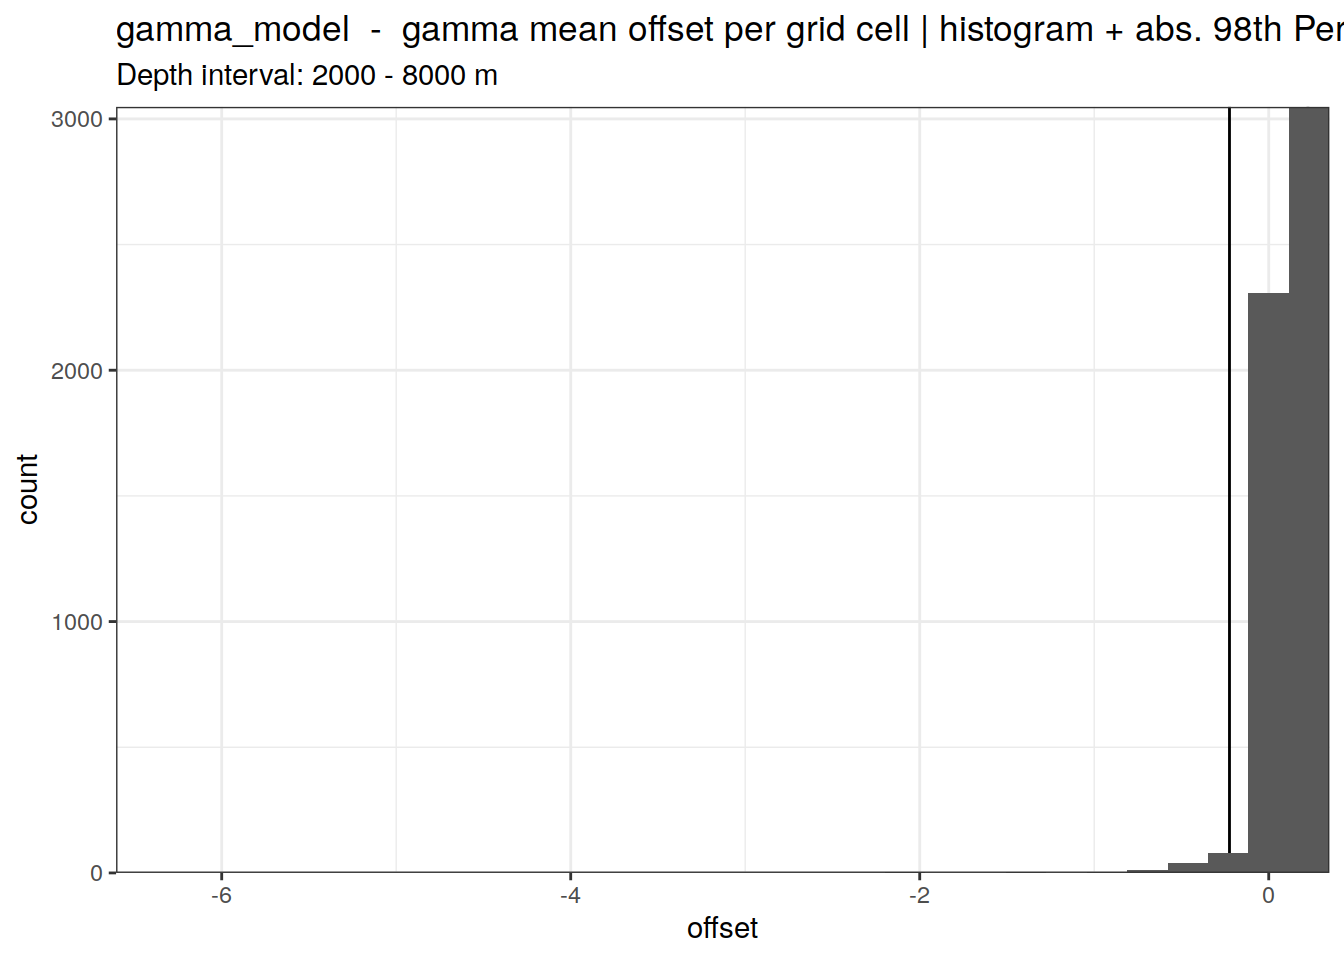 gamma_model - gamma mean offset per grid cell | histogram + abs. 98th Per
Depth interval: 2000 - 8000 m
3000
2000
1000
0
count
-6
-4
-2
0
offset